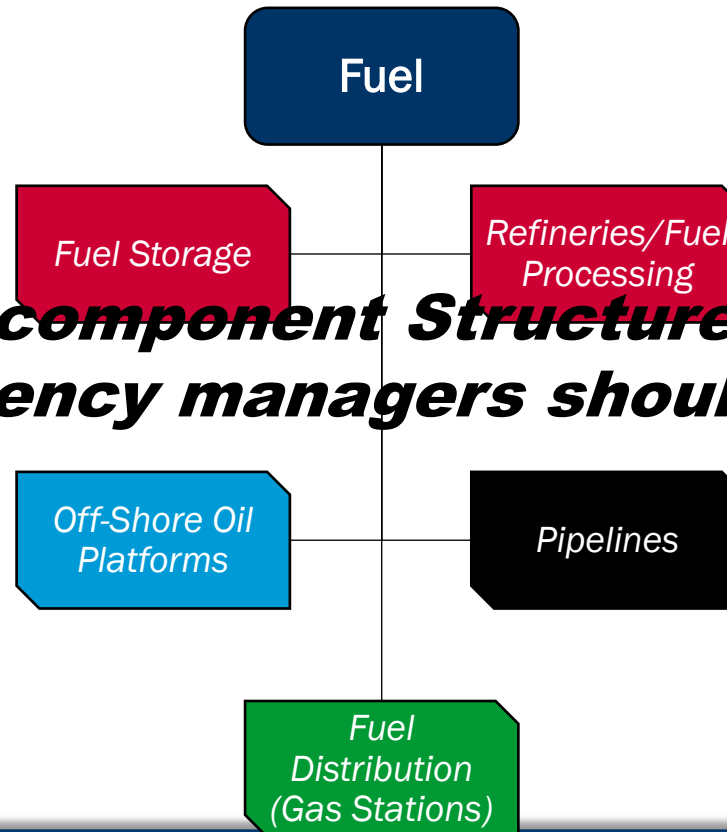 Fuel
Fuel Storage
Refineries/Fuel
Processing
component Structure
ency managers shoul
Off-Shore Oil
Platforms
Pipelines
Fuel
Distribution
(Gas Stations)